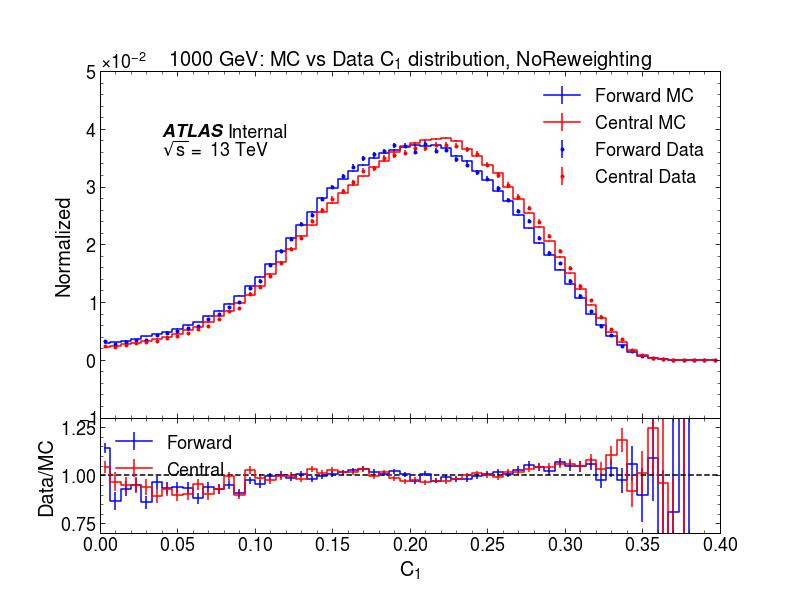 ×10⁻² 1000 GeV: MC vs Data C₁ distribution, NoReweighting
5
4
3
2
1
0
−1
Normalized
ATLAS Internal
√s = 13 TeV
Forward MC
Central MC
Forward Data
Central Data
1.25
1.00
0.75
Data/MC
Forward
Central
0.00 0.05 0.10 0.15 0.20 0.25 0.30 0.35 0.40
C₁